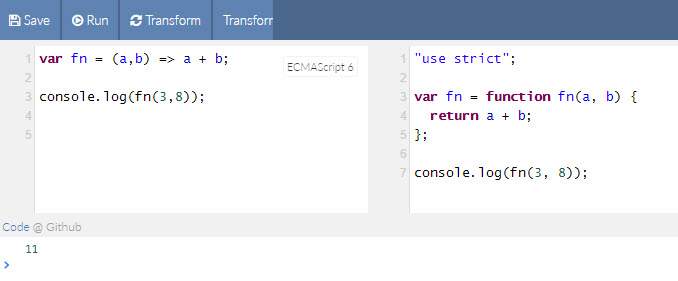 Save Run Transform Transform
1 var fn = (a,b) => a + b;
2
3 console.log(fn(3,8));
4
5
ECMAScript 6
1 "use strict";
2
3 var fn = function fn(a, b) {
4 return a + b;
5 };
6
7 console.log(fn(3, 8));
Code @ Github
11
>